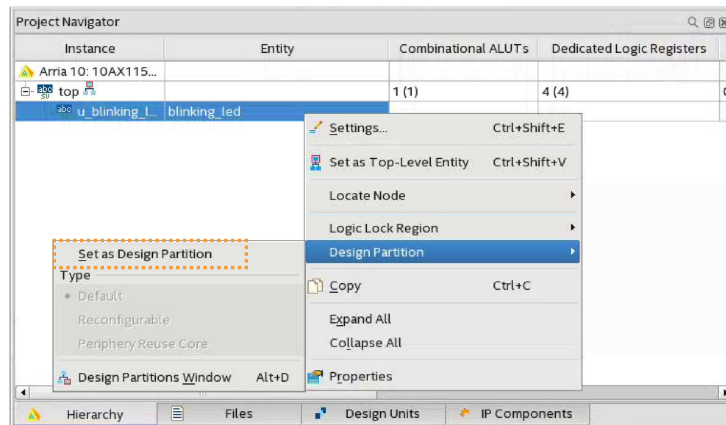 Project Navigator
Instance Entity Combinational ALUTs Dedicated Logic Registers
Arria 10: 10AX115...
top 1 (1) 4 (4)
u_blinking_l... blinking_led
Settings... Ctrl+Shift+E
Set as Top-Level Entity Ctrl+Shift+V
Locate Node
Logic Lock Region
Design Partition
Copy Ctrl+C
Expand All
Collapse All
Properties
Set as Design Partition
Type
Default
Reconfigurable
Periphery Reuse Core
Design Partitions Window Alt+D
Hierarchy Files Design Units IP Components